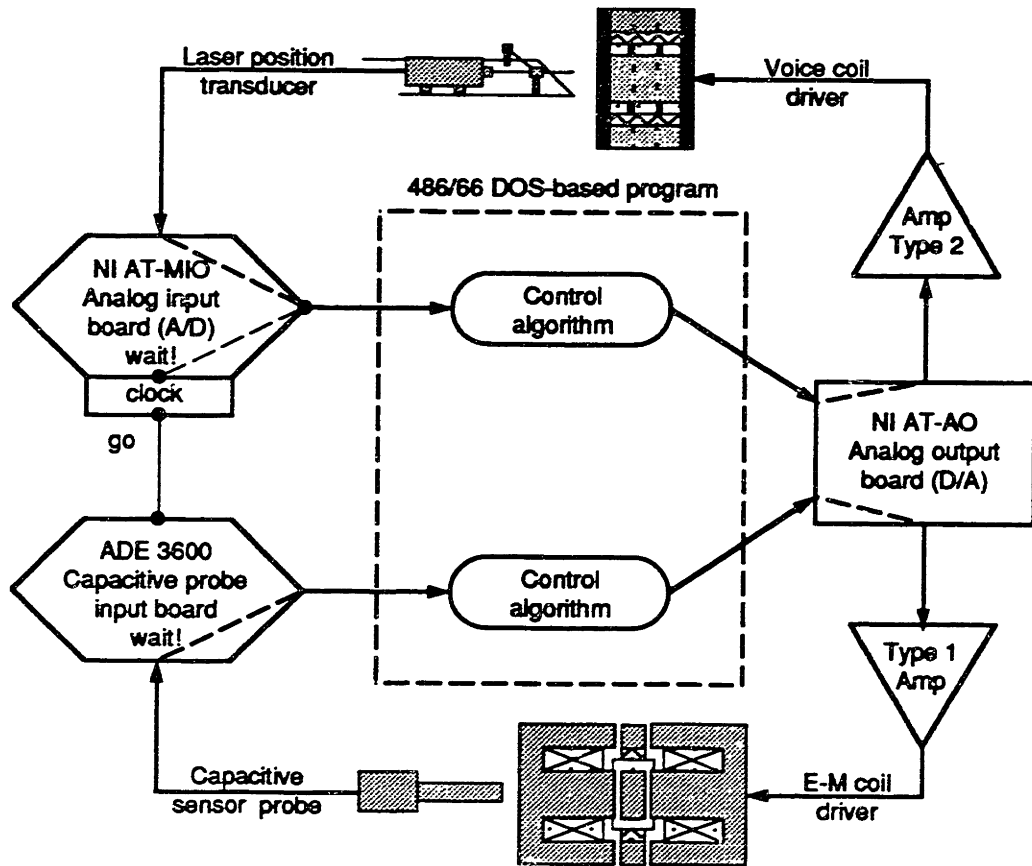 Laser position
transducer
Voice coil
driver
486/66 DOS-based program
Amp
Type 2
NI AT-MIO
Analog input
board (A/D)
wait!
clock
go
Control
algorithm
NI AT-AO
Analog output
board (D/A)
ADE 3600
Capacitive probe
input board
wait!
Control
algorithm
Type 1
Amp
Capacitive
sensor probe
E-M coil
driver